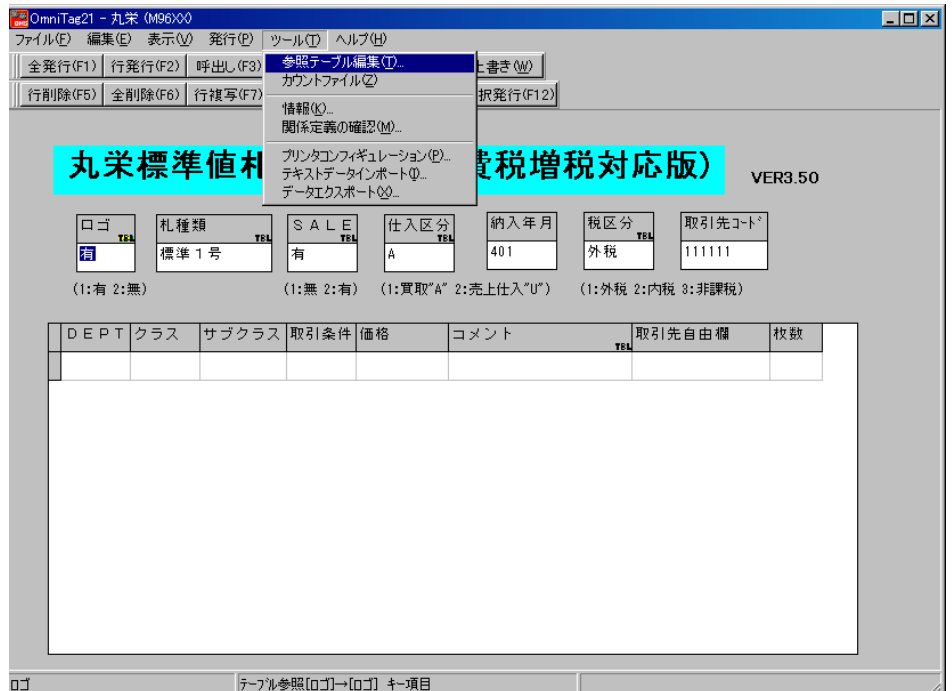 OmniTag21 - 丸栄 (M96XX)
ファイル(F) 編集(E) 表示(V) 発行(P) ツール(T) ヘルプ(H)
全発行(F1) 行発行(F2) 呼出し(F3) 上書き(W)
行削除(F5) 全削除(F6) 行複写(F7) 択発行(F12)
参照テーブル編集(T)...
カウントファイル(Z)
情報(K)...
関係定義の確認(M)...
プリンタコンフィギュレーション(P)...
テキストデータインポート(I)...
データエクスポート(X)...
丸栄標準値札 費税増税対応版) VER3.50
ロゴ TBL 札種類 TBL SALE TBL 仕入区分 TBL 納入年月 税区分 TBL 取引先コード
有 標準1号 有 A 401 外税 111111
(1:有 2:無) (1:無 2:有) (1:買取"A" 2:売上仕入"U") (1:外税 2:内税 3:非課税)
DEPT クラス サブクラス 取引条件 価格 コメント TBL 取引先自由欄 枚数
ロゴ テーブル参照[ロゴ]→[ロゴ] キー項目